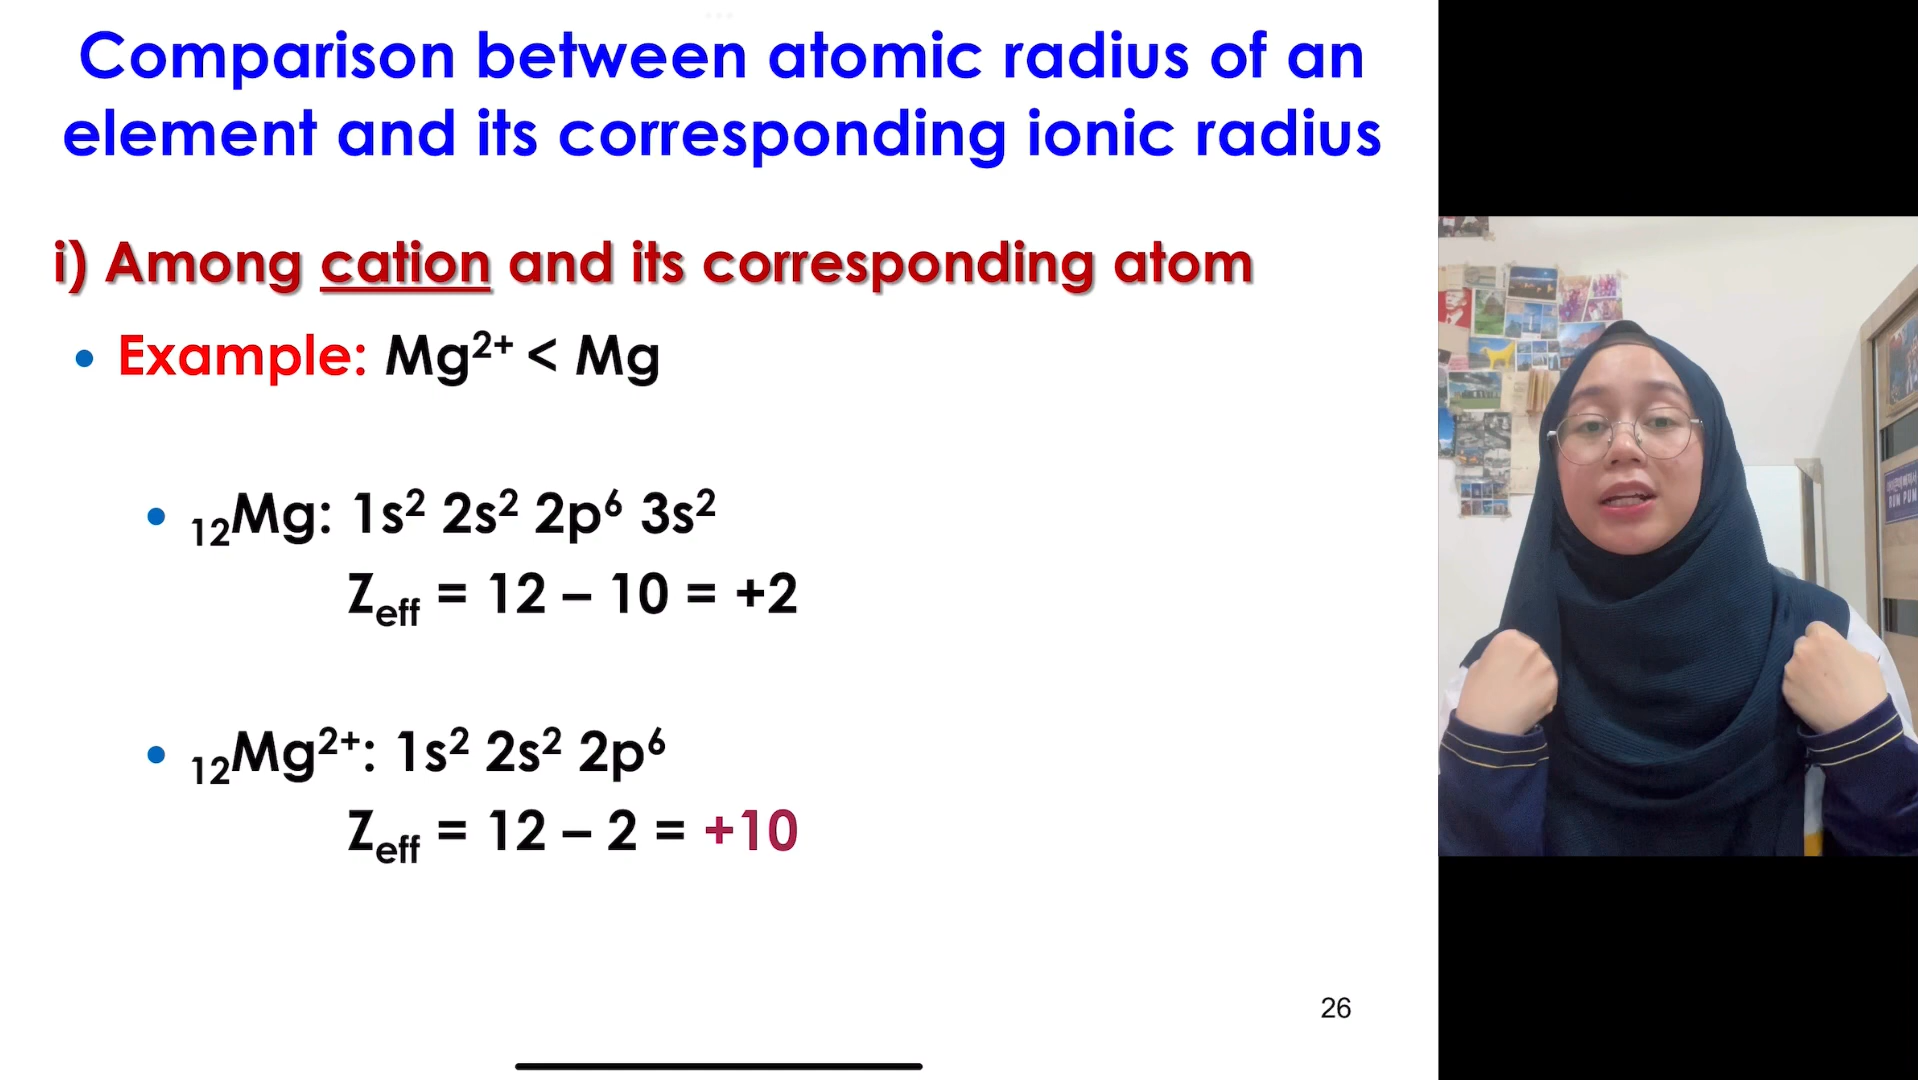 Comparison between atomic radius of an
element and its corresponding ionic radius
i) Among cation and its corresponding atom
• Example: Mg²⁺ < Mg
• ₁₂Mg: 1s² 2s² 2p⁶ 3s²
Zeff = 12 – 10 = +2
• ₁₂Mg²⁺: 1s² 2s² 2p⁶
Zeff = 12 – 2 = +10
26